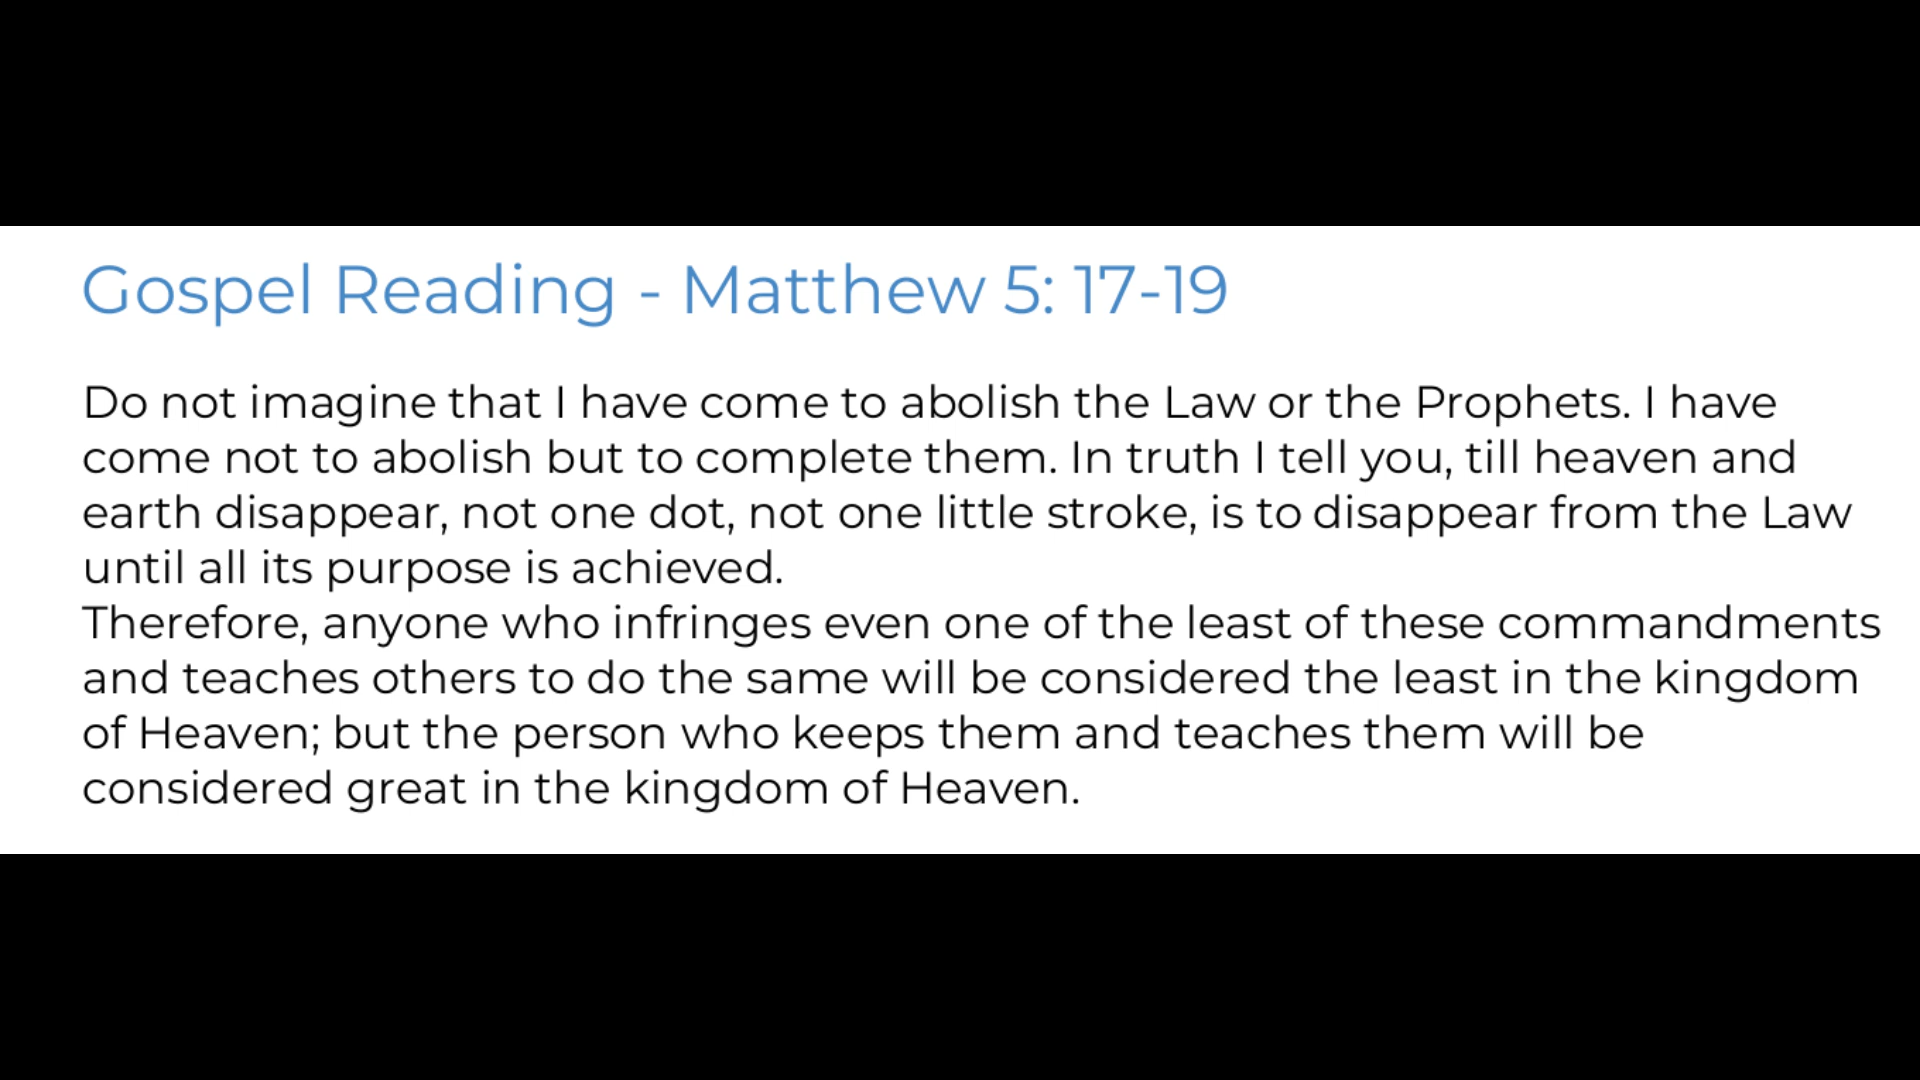 Gospel Reading - Matthew 5: 17-19
Do not imagine that I have come to abolish the Law or the Prophets. I have
come not to abolish but to complete them. In truth I tell you, till heaven and
earth disappear, not one dot, not one little stroke, is to disappear from the Law
until all its purpose is achieved.
Therefore, anyone who infringes even one of the least of these commandments
and teaches others to do the same will be considered the least in the kingdom
of Heaven; but the person who keeps them and teaches them will be
considered great in the kingdom of Heaven.